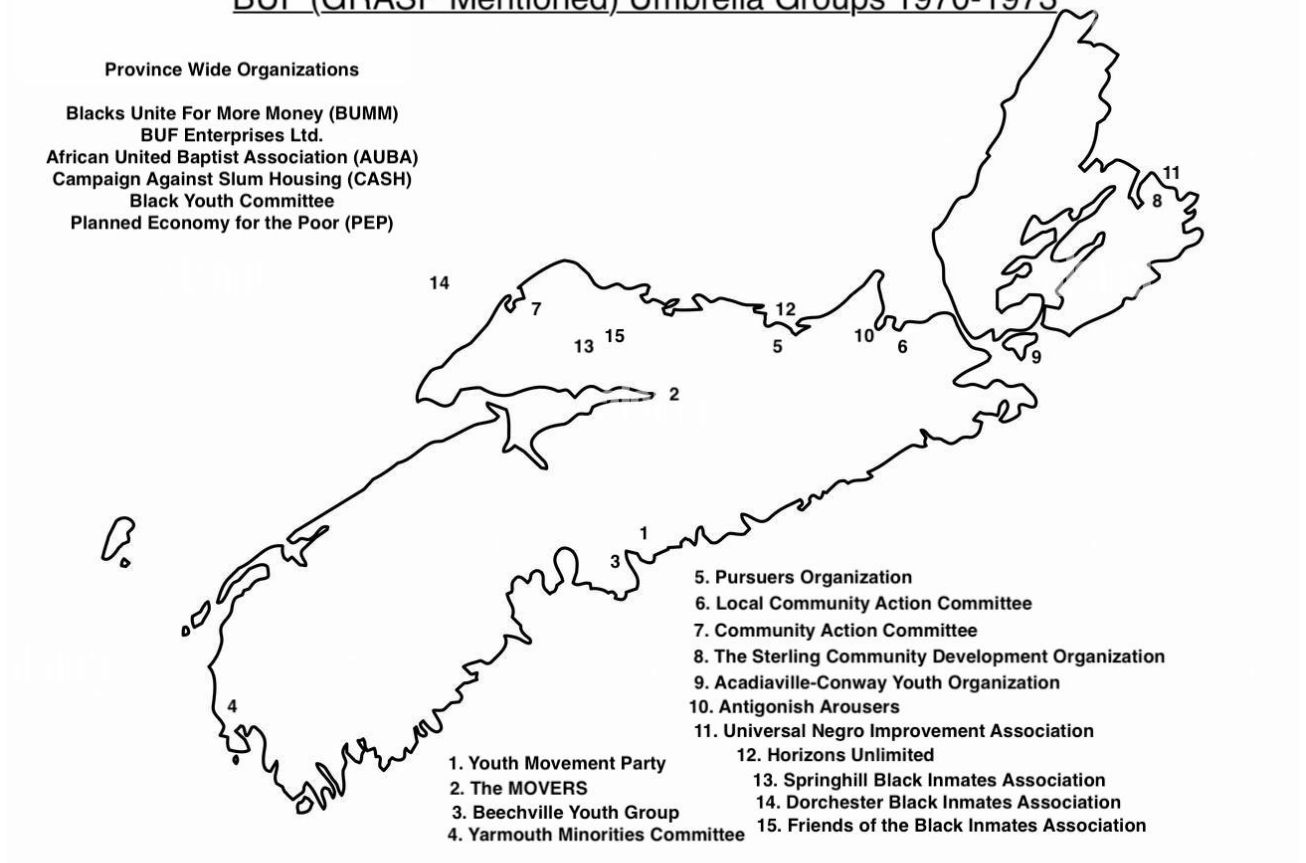 BUF (GRASP Mentioned) Umbrella Groups 1970-1973
Province Wide Organizations
Blacks Unite For More Money (BUMM)
BUF Enterprises Ltd.
African United Baptist Association (AUBA)
Campaign Against Slum Housing (CASH)
Black Youth Committee
Planned Economy for the Poor (PEP)
11
8
14
7
12
15
13
5
10
6
9
2
1
3
4
5. Pursuers Organization
6. Local Community Action Committee
7. Community Action Committee
8. The Sterling Community Development Organization
9. Acadiaville-Conway Youth Organization
10. Antigonish Arousers
11. Universal Negro Improvement Association
12. Horizons Unlimited
13. Springhill Black Inmates Association
14. Dorchester Black Inmates Association
15. Friends of the Black Inmates Association
1. Youth Movement Party
2. The MOVERS
3. Beechville Youth Group
4. Yarmouth Minorities Committee